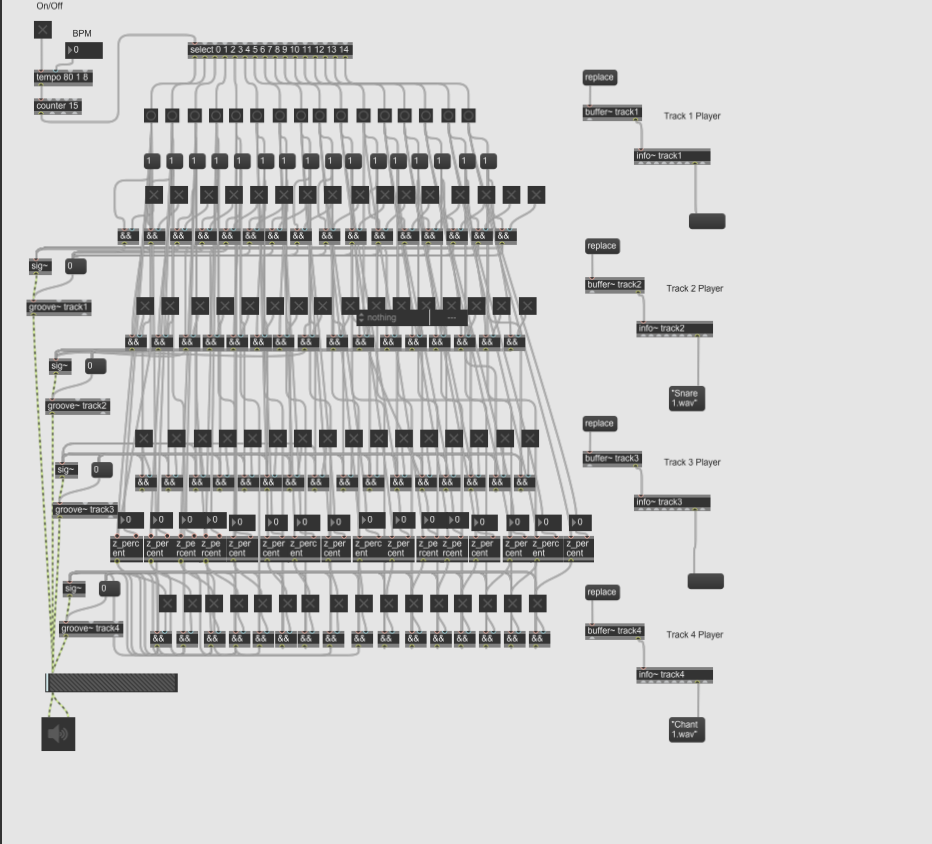 On/Off
BPM
0
select 0 1 2 3 4 5 6 7 8 9 10 11 12 13 14
tempo 80 1 8
counter 15
replace
buffer~ track1
Track 1 Player
info~ track1
1 1 1 1 1 1 1 1 1 1 1 1 1 1 1
&& && && && && && && && && && && && && && &&
sig~
0
groove~ track1
replace
buffer~ track2
Track 2 Player
info~ track2
nothing
---
&& && && && && && && && && && && && && && &&
sig~
0
groove~ track2
"Snare
1.wav"
replace
buffer~ track3
Track 3 Player
info~ track3
sig~
0
&& && && && && && && && && && && && && && &&
groove~ track3
0 0 0 0 0 0 0 0 0 0 0 0 0 0 0
z_perc z_per z_pe z_pe z_per z_per z_perc z_per z_perc z_per z_pe z_pe z_per z_per z_perc z_per
ent cent rcent rcent cent cent ent cent ent cent rcent rcent cent cent ent cent
sig~
0
groove~ track4
&& && && && && && && && && && && && && && &&
replace
buffer~ track4
Track 4 Player
info~ track4
"Chant
1.wav"